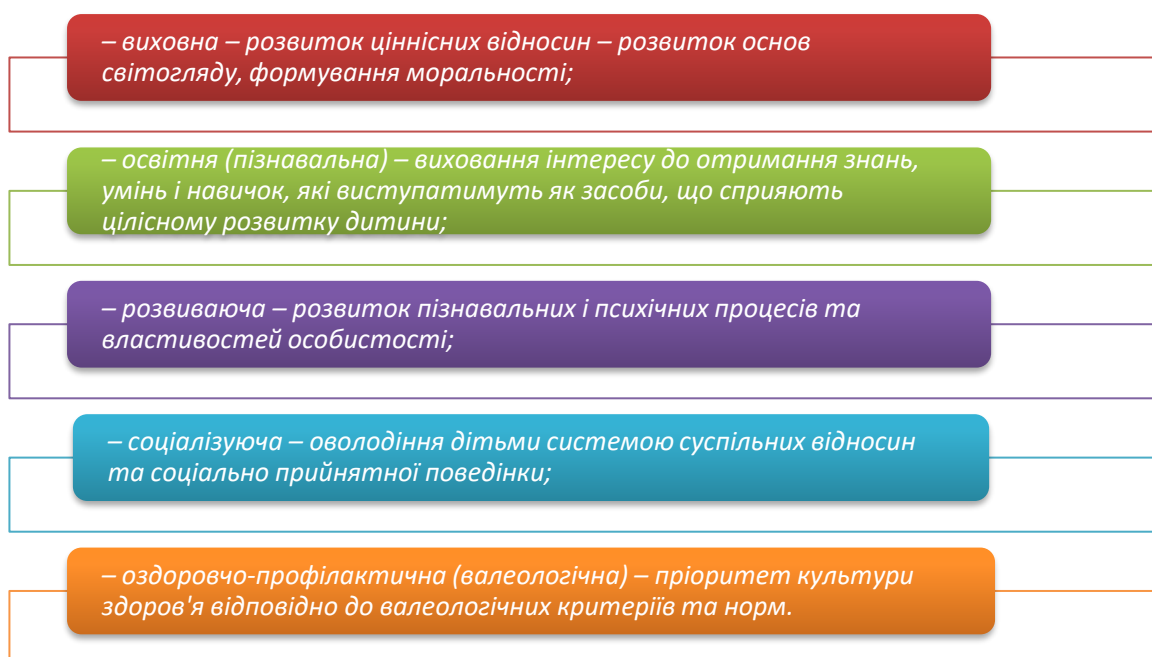 – виховна – розвиток ціннісних відносин – розвиток основ
світогляду, формування моральності;
– освітня (пізнавальна) – виховання інтересу до отримання знань,
умінь і навичок, які виступатимуть як засоби, що сприяють
цілісному розвитку дитини;
– розвиваюча – розвиток пізнавальних і психічних процесів та
властивостей особистості;
– соціалізуюча – оволодіння дітьми системою суспільних відносин
та соціально прийнятної поведінки;
– оздоровчо-профілактична (валеологічна) – пріоритет культури
здоров'я відповідно до валеологічних критеріїв та норм.